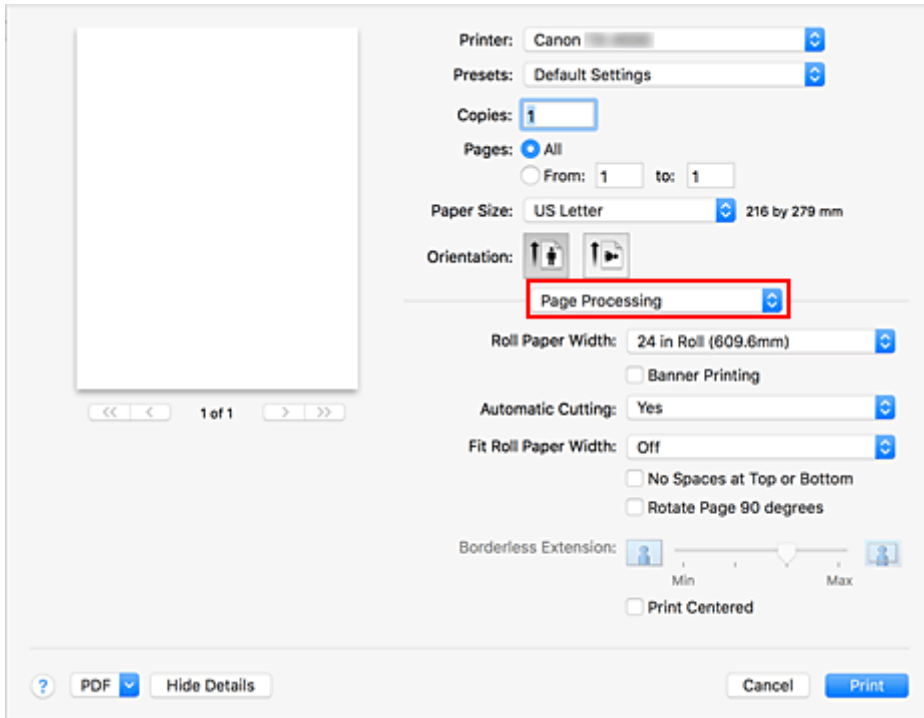 Printer: Canon
Presets: Default Settings
Copies: 1
Pages: All
From: 1 to: 1
Paper Size: US Letter 216 by 279 mm
Orientation:
Page Processing
Roll Paper Width: 24 in Roll (609.6mm)
Banner Printing
<< < 1 of 1 > >>
Automatic Cutting: Yes
Fit Roll Paper Width: Off
No Spaces at Top or Bottom
Rotate Page 90 degrees
Borderless Extension:
Min Max
Print Centered
? PDF Hide Details Cancel Print